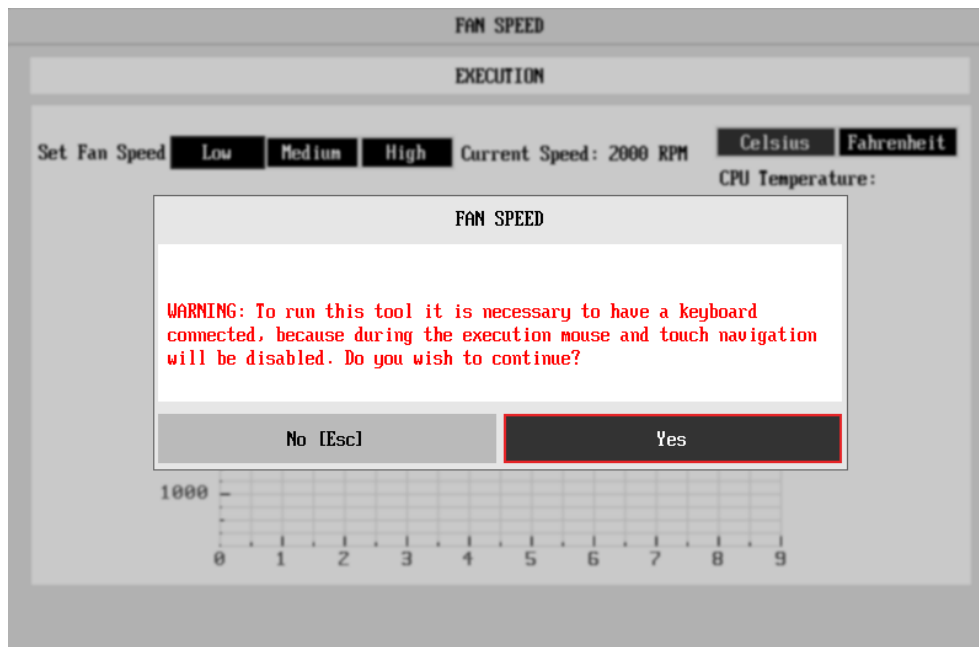 FAN SPEED
EXECUTION
Set Fan Speed Low Medium High Current Speed: 2000 RPM Celsius Fahrenheit
CPU Temperature:
FAN SPEED
WARNING: To run this tool it is necessary to have a keyboard
connected, because during the execution mouse and touch navigation
will be disabled. Do you wish to continue?
No [Esc] Yes
1000
0 1 2 3 4 5 6 7 8 9